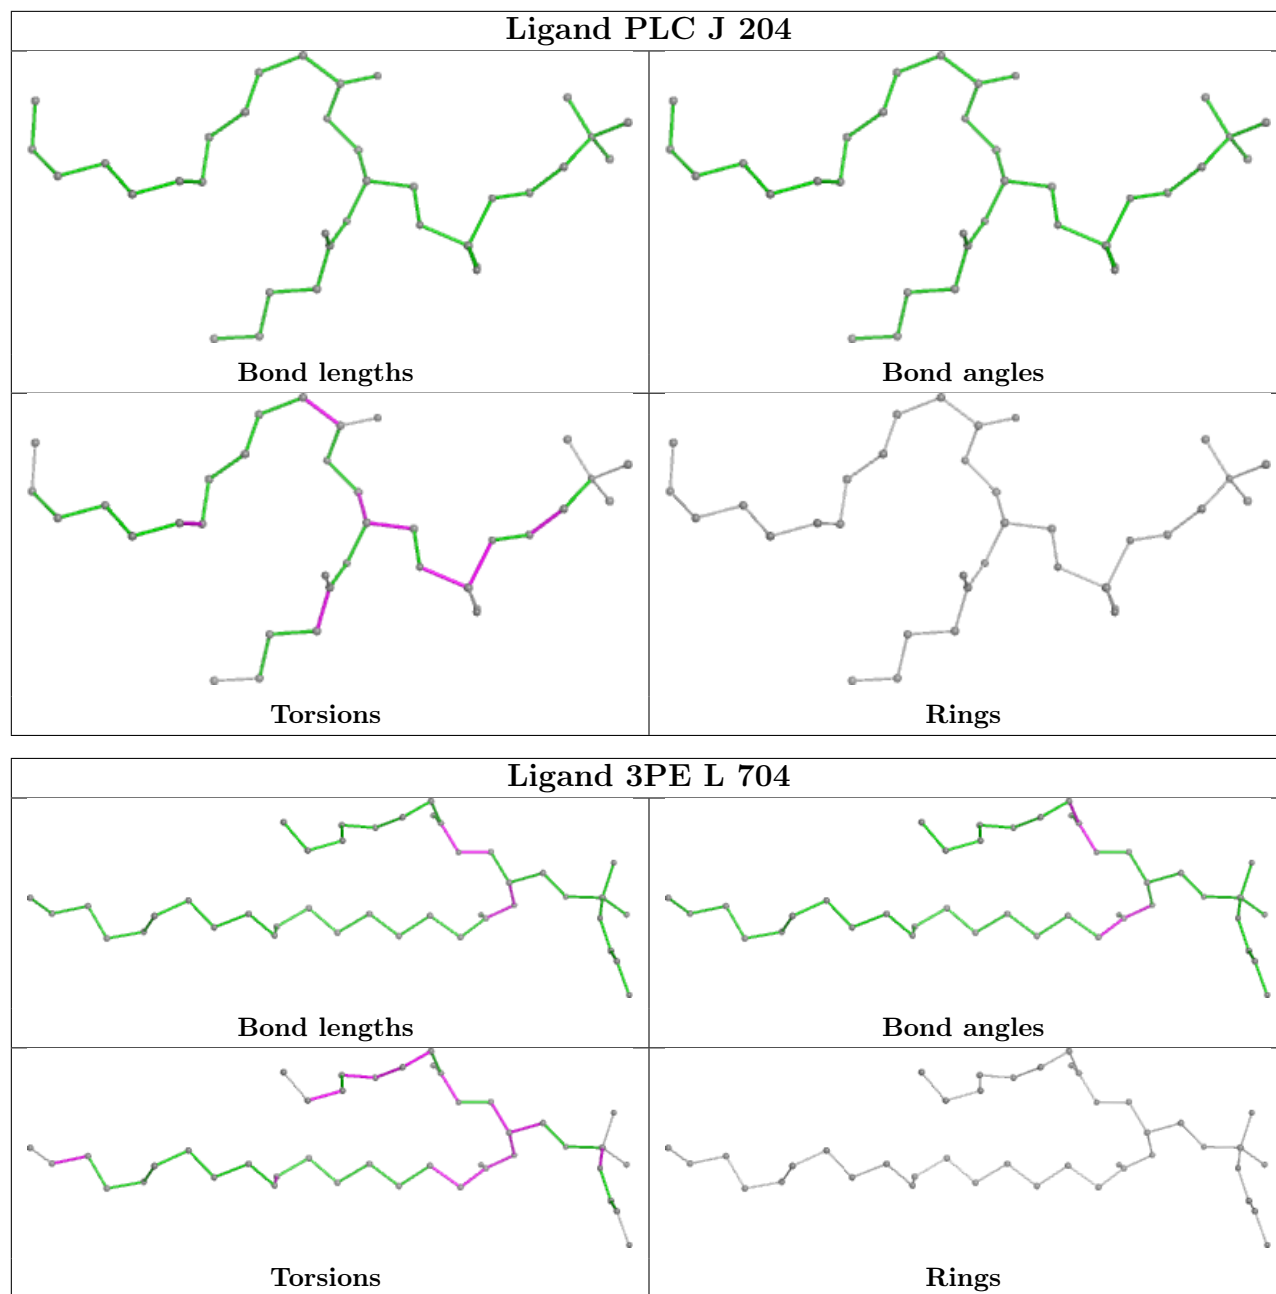 Ligand PLC J 204
Bond lengths
Bond angles
Torsions
Rings
Ligand 3PE L 704
Bond lengths
Bond angles
Torsions
Rings